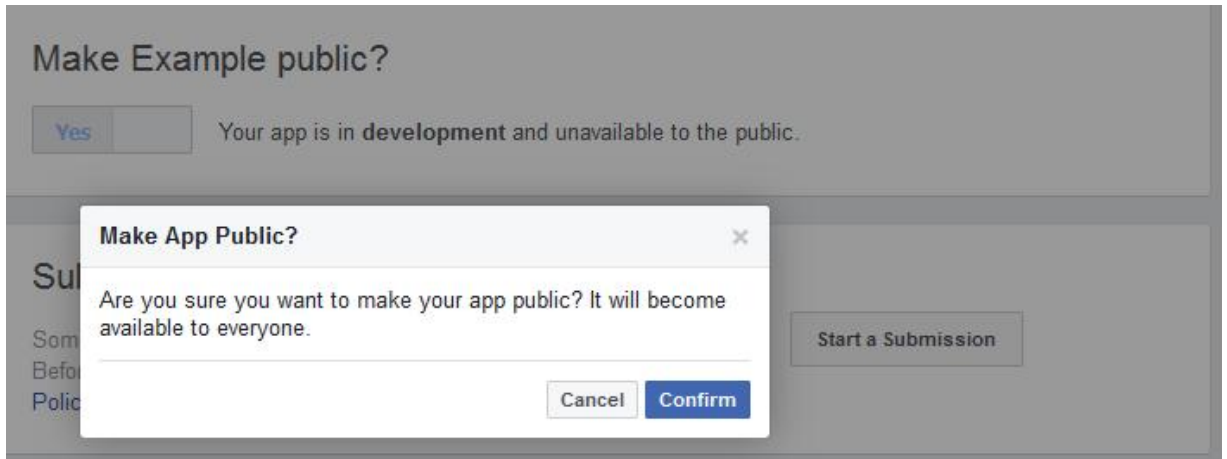 Make Example public?
Yes
Your app is in development and unavailable to the public.
Make App Public?
Are you sure you want to make your app public? It will become
available to everyone.
Cancel Confirm
Start a Submission